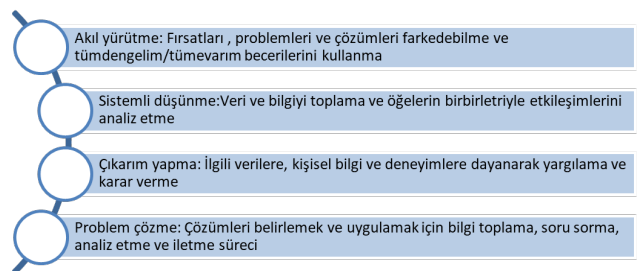 Akıl yürütme: Fırsatları , problemleri ve çözümleri farkedebilme ve
tümdengelim/tümevarım becerilerini kullanma
Sistemli düşünme:Veri ve bilgiyi toplama ve öğelerin birbirletriyle etkileşimlerini
analiz etme
Çıkarım yapma: İlgili verilere, kişisel bilgi ve deneyimlere dayanarak yargılama ve
karar verme
Problem çözme: Çözümleri belirlemek ve uygulamak için bilgi toplama, soru sorma,
analiz etme ve iletme süreci